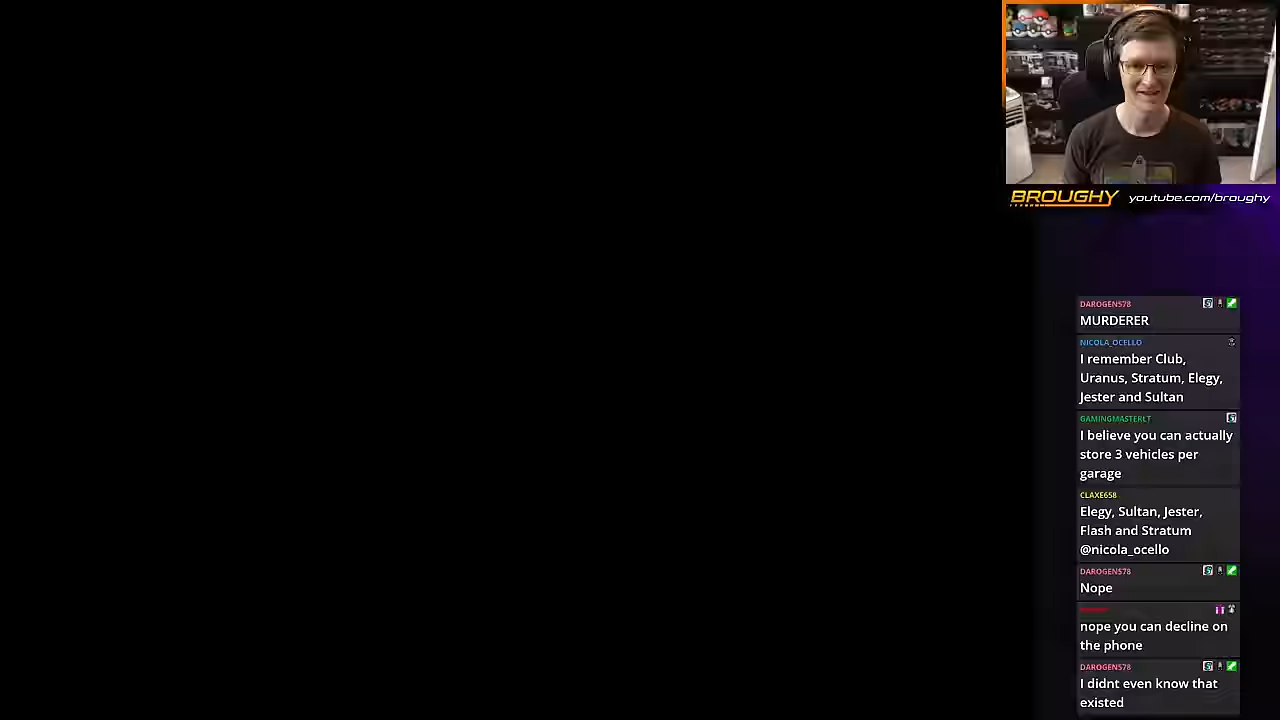 BROUGHY youtube.com/broughy
DAROGEN578
MURDERER
NICOLA_OCELLO
I remember Club,
Uranus, Stratum, Elegy,
Jester and Sultan
GAMINGMASTERLT
I believe you can actually
store 3 vehicles per
garage
CLAXE658
Elegy, Sultan, Jester,
Flash and Stratum
@nicola_ocello
DAROGEN578
Nope
nope you can decline on
the phone
DAROGEN578
I didnt even know that
existed